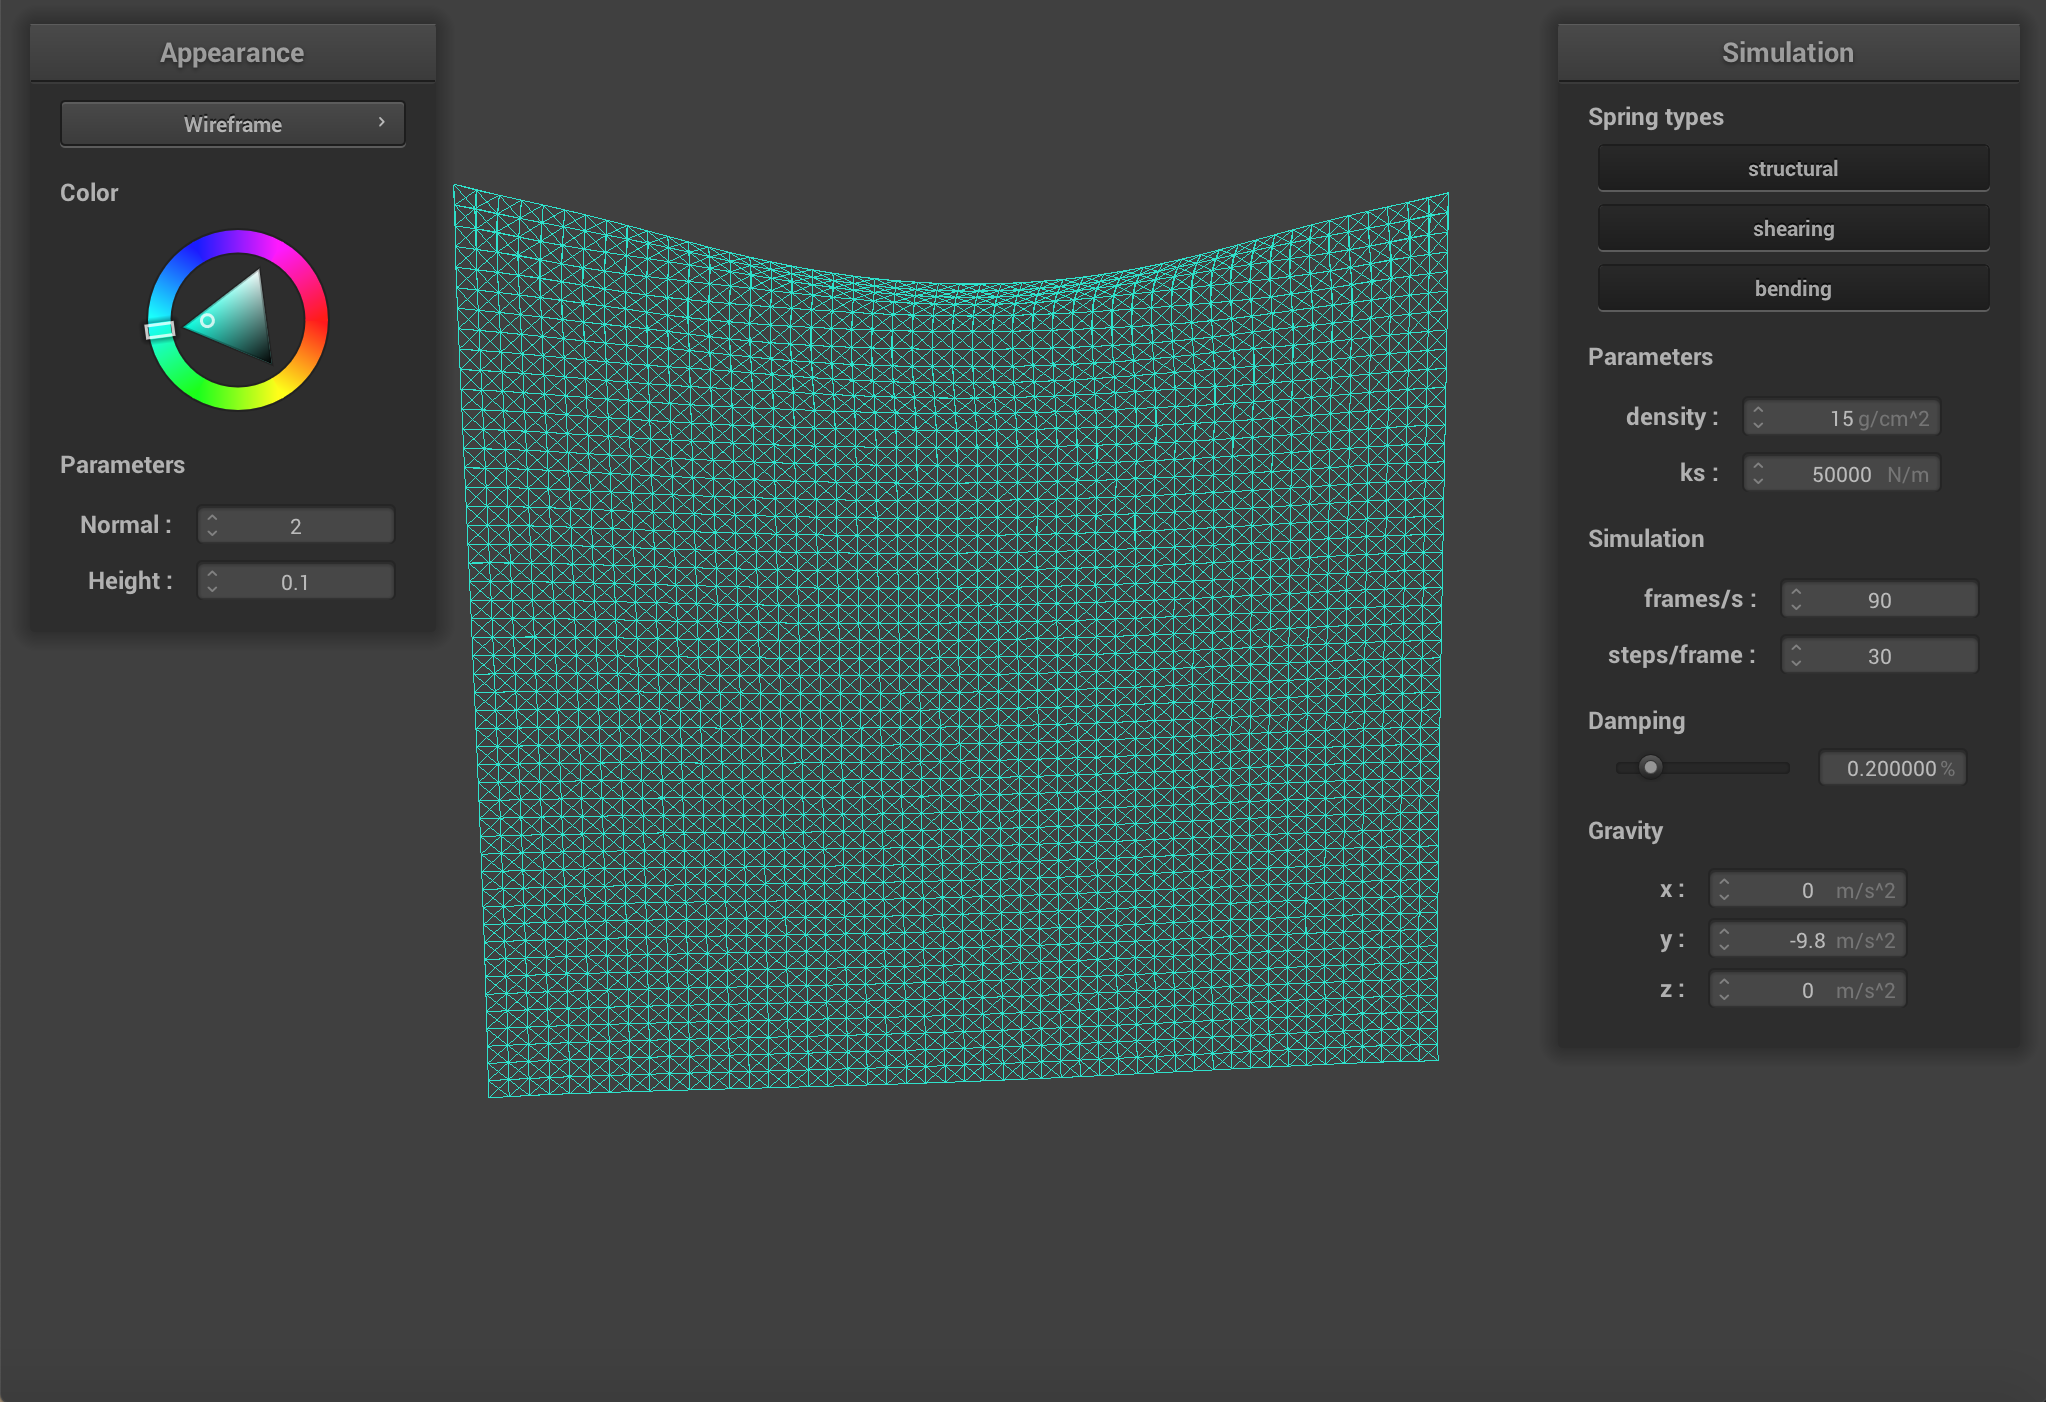 Appearance
Wireframe
Color
Parameters
Normal : 2
Height : 0.1
Simulation
Spring types
structural
shearing
bending
Parameters
density : 15 g/cm^2
ks : 50000 N/m
Simulation
frames/s : 90
steps/frame : 30
Damping
0.200000 %
Gravity
x : 0 m/s^2
y : -9.8 m/s^2
z : 0 m/s^2